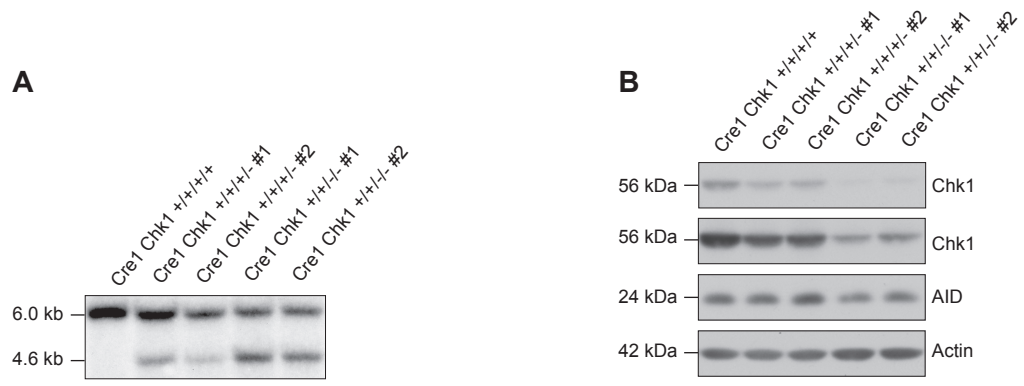 A
Cre1 Chk1 +/+/+/+
Cre1 Chk1 +/+/+/- #1
Cre1 Chk1 +/+/+/- #2
Cre1 Chk1 +/+/-/- #1
Cre1 Chk1 +/+/-/- #2
6.0 kb
4.6 kb
B
Cre1 Chk1 +/+/+/+
Cre1 Chk1 +/+/+/- #1
Cre1 Chk1 +/+/+/- #2
Cre1 Chk1 +/+/-/- #1
Cre1 Chk1 +/+/-/- #2
56 kDa Chk1
56 kDa Chk1
24 kDa AID
42 kDa Actin